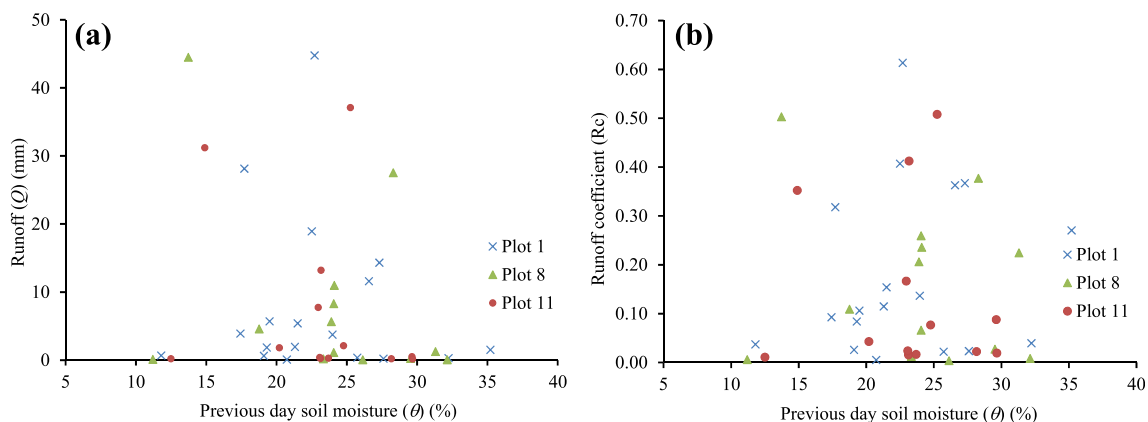 (a)
50
40
30
20
10
0
Runoff (Q) (mm)
5 10 15 20 25 30 35 40
Previous day soil moisture (θ) (%)
Plot 1
Plot 8
Plot 11
(b)
0.70
0.60
0.50
0.40
0.30
0.20
0.10
0.00
Runoff coefficient (Rc)
5 10 15 20 25 30 35 40
Previous day soil moisture (θ) (%)
Plot 1
Plot 8
Plot 11